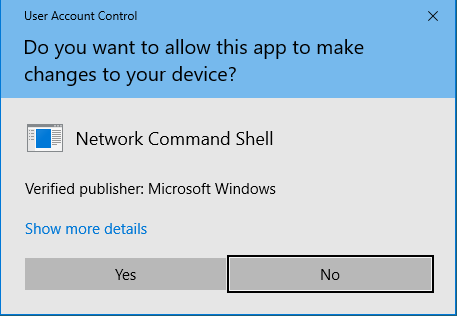 User Account Control
Do you want to allow this app to make
changes to your device?
Network Command Shell
Verified publisher: Microsoft Windows
Show more details
Yes
No